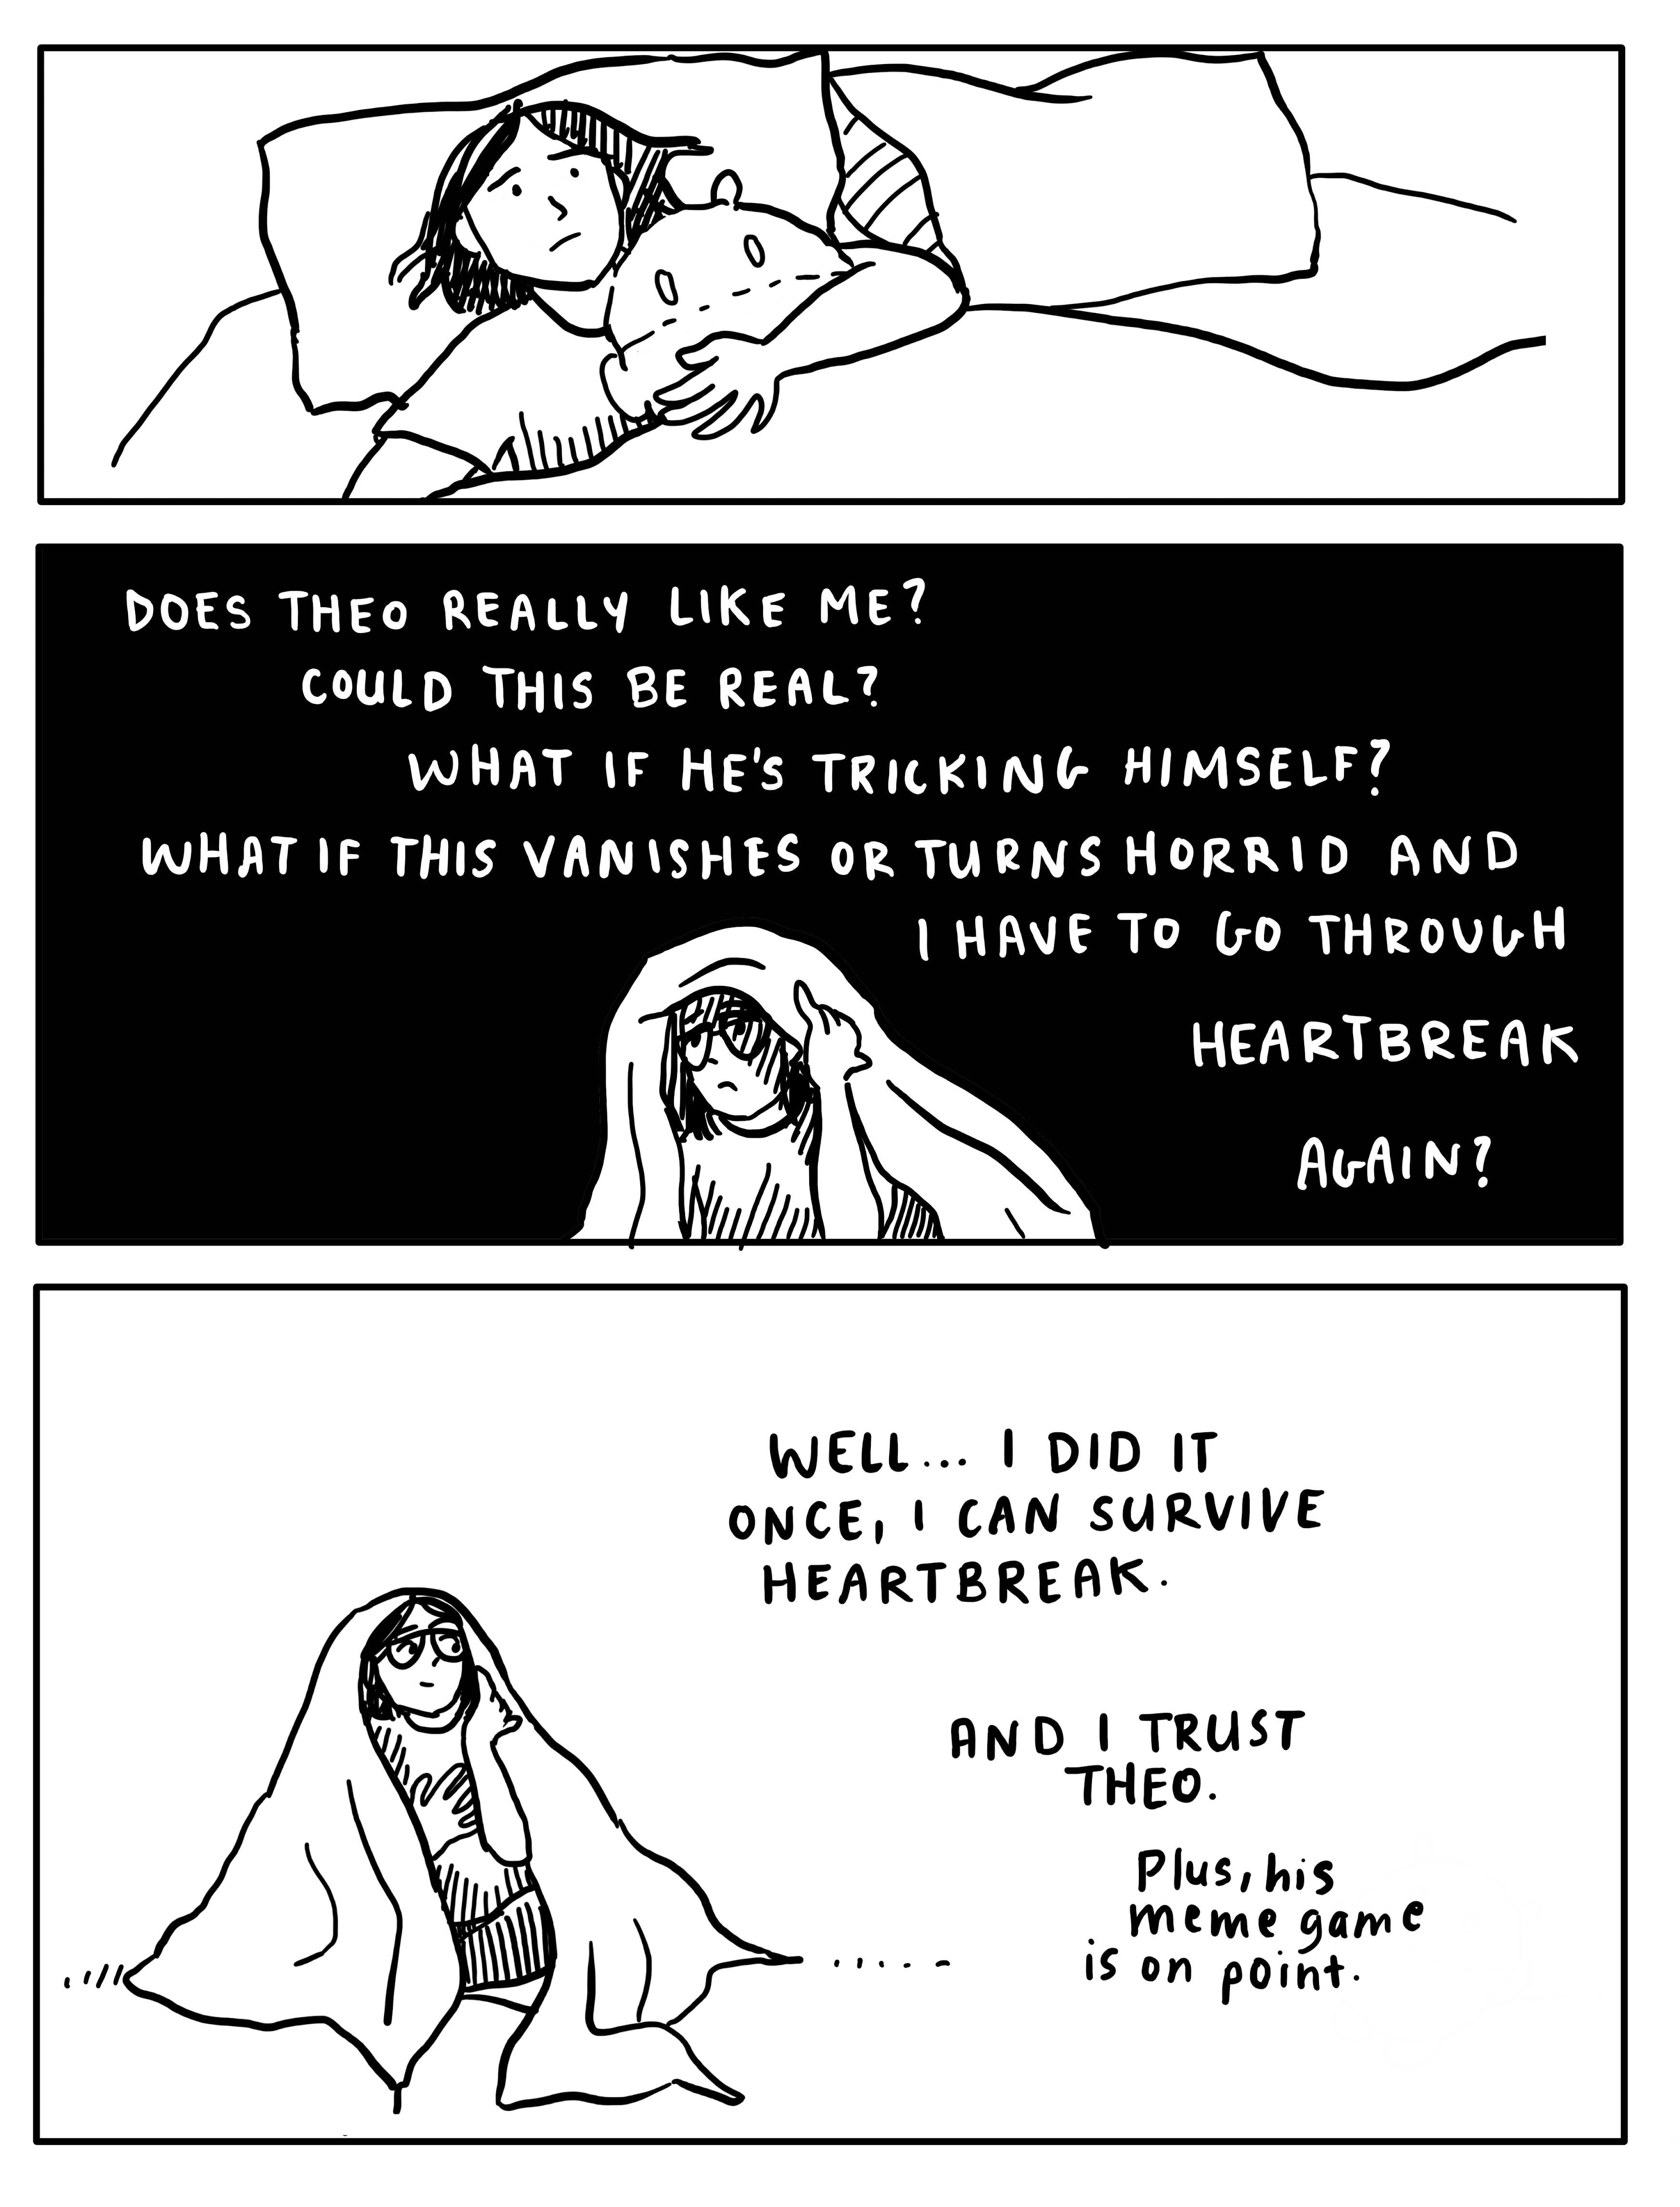 DOES THEO REALLY LIKE ME?
COULD THIS BE REAL?
WHAT IF HE'S TRICKING HIMSELF?
WHAT IF THIS VANISHES OR TURNS HORRID AND
I HAVE TO GO THROUGH
HEARTBREAK
AGAIN?
WELL... I DID IT
ONCE, I CAN SURVIVE
HEARTBREAK.
AND I TRUST
THEO.
Plus, his
meme game
is on point.